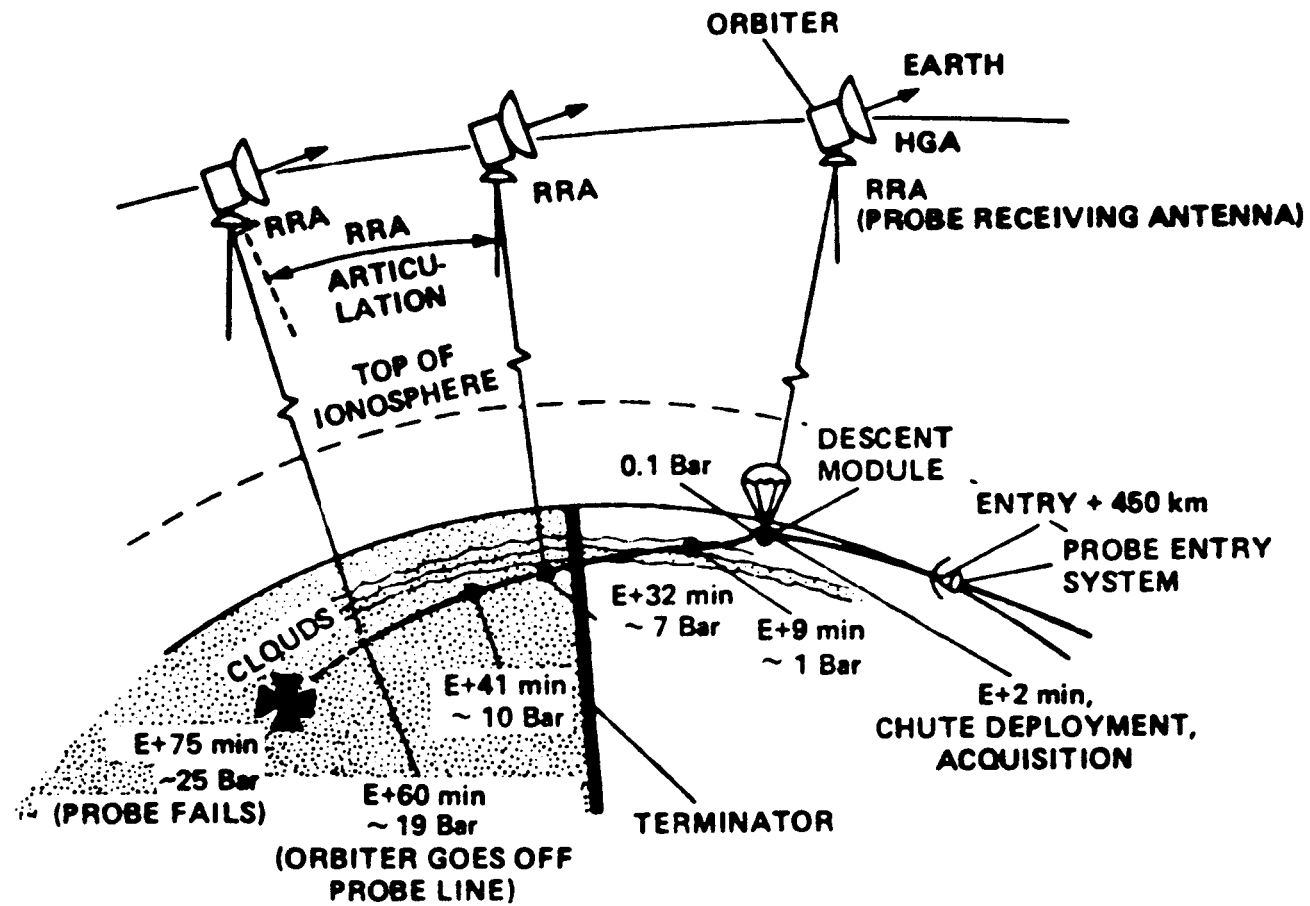 ORBITER
EARTH
HGA
RRA
(PROBE RECEIVING ANTENNA)
RRA
RRA
RRA
ARTICU-
LATION
TOP OF
IONOSPHERE
DESCENT
MODULE
0.1 Bar
ENTRY + 450 km
PROBE ENTRY
SYSTEM
E+32 min
~ 7 Bar
E+9 min
~ 1 Bar
CLOUDS
E+41 min
~ 10 Bar
E+2 min,
CHUTE DEPLOYMENT,
ACQUISITION
E+75 min
~25 Bar
(PROBE FAILS)
E+60 min
~ 19 Bar
(ORBITER GOES OFF
PROBE LINE)
TERMINATOR